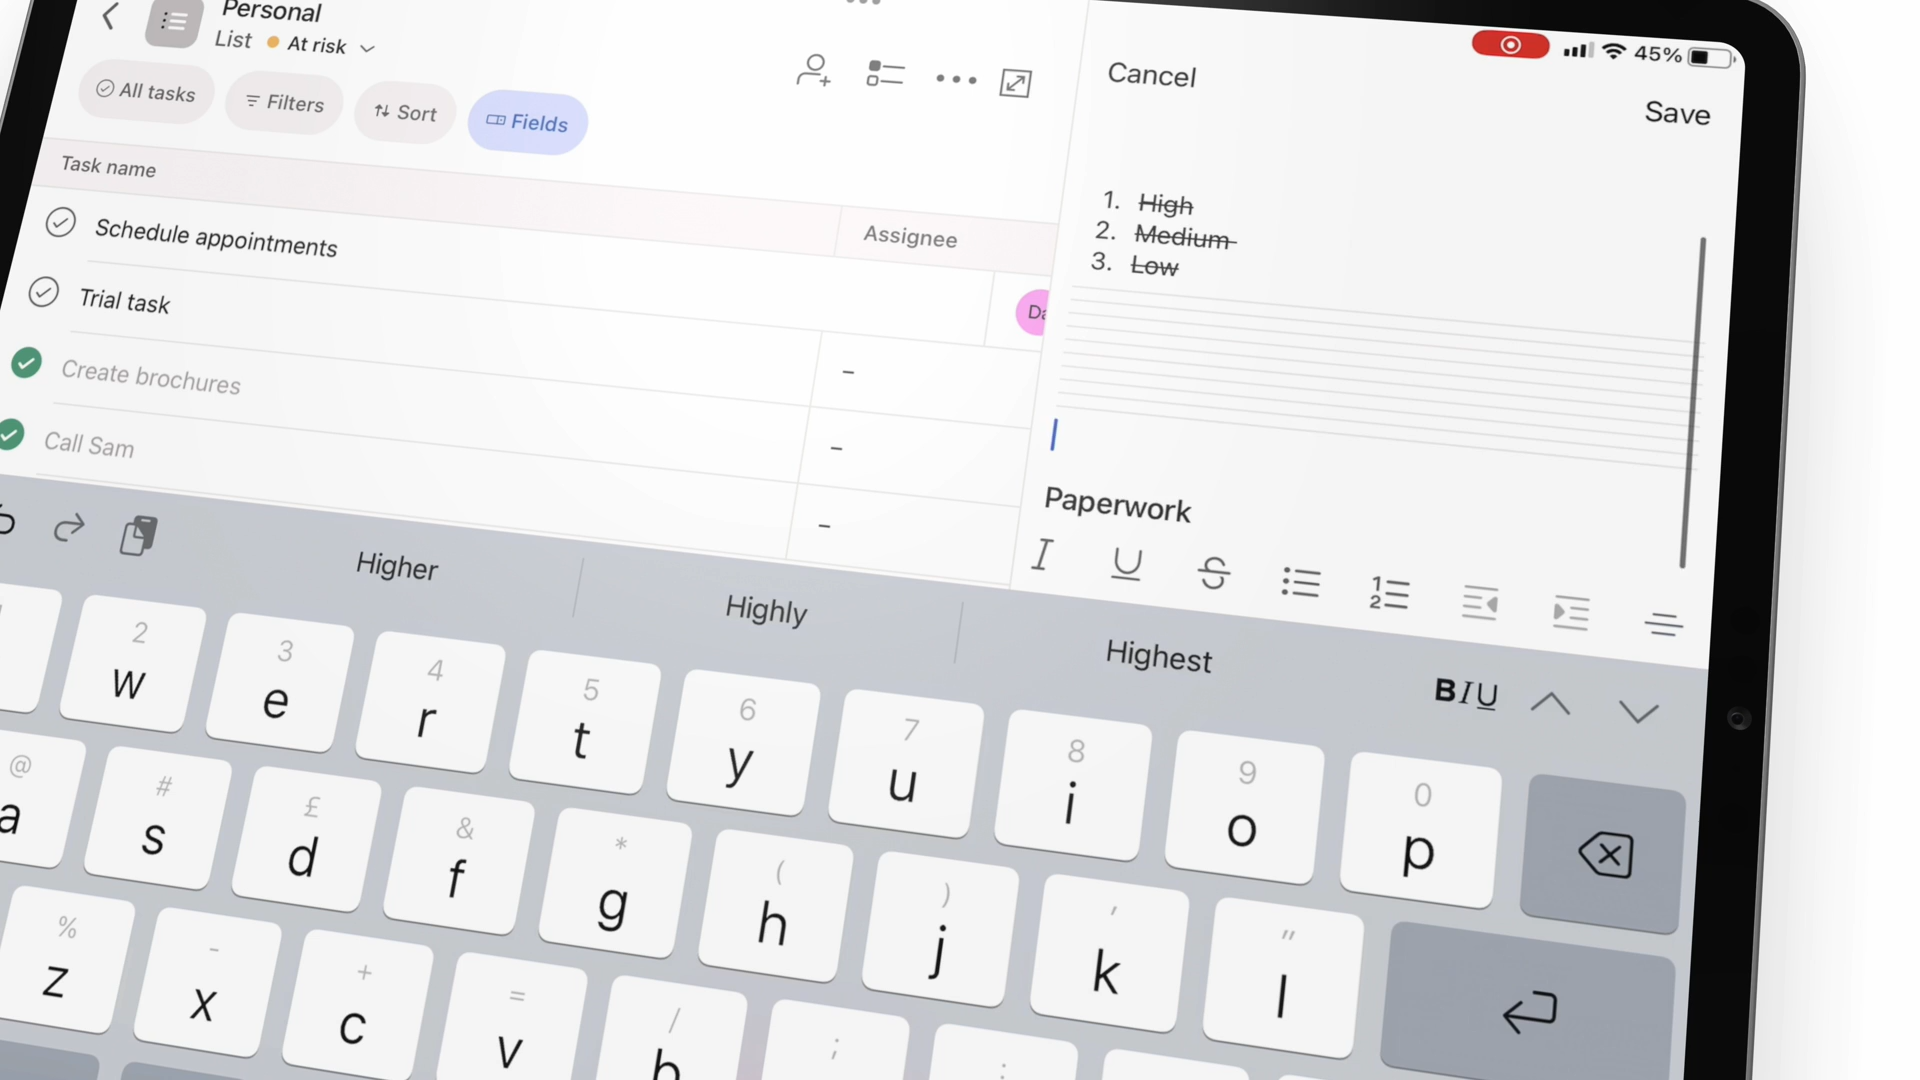 Personal
List At risk
All tasks
Filters
Sort
Fields
Task name
Assignee
Schedule appointments
Da
Trial task
-
Create brochures
-
Call Sam
-
45%
Cancel
Save
1. High
2. Medium
3. Low
Paperwork
I U S
Higher
Highly
Highest
BIU
2 3 4 5 6 7 8 9 0
w e r t y u i o p
@ # £ & * ( ) ' "
a s d f g h j k l
% - + = / ; :
z x c v b